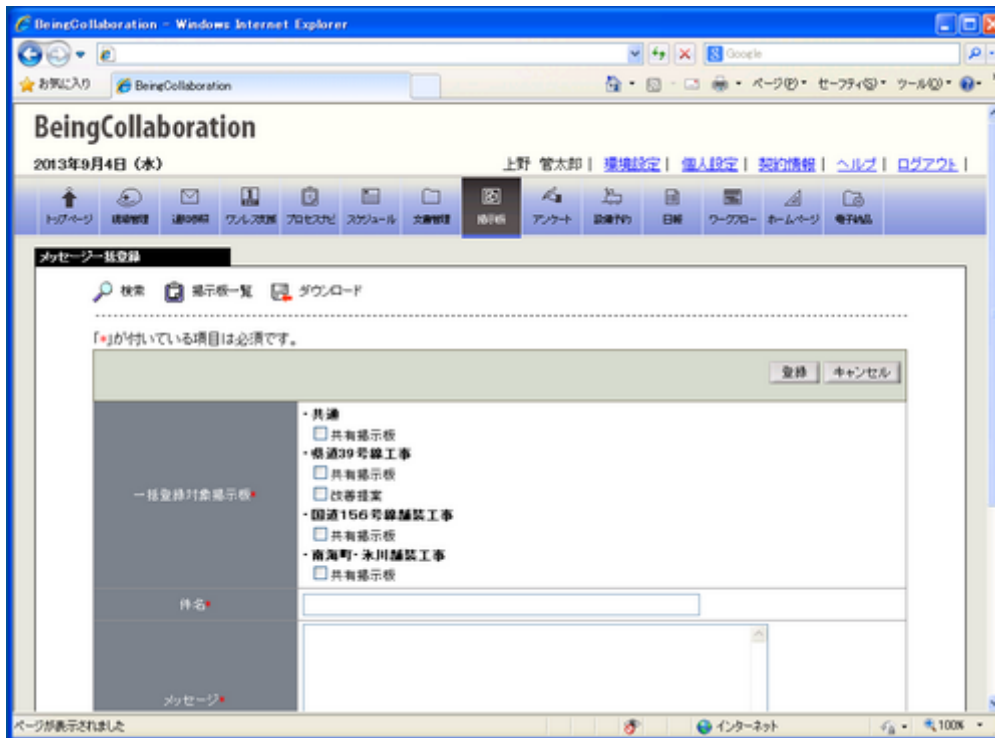 BeingCollaboration - Windows Internet Explorer
Google
お気に入り BeingCollaboration ページ(P) セーフティ(S) ツール(O)
BeingCollaboration
2013年9月4日 (水) 上野 管太郎 | 環境設定 | 個人設定 | 契約情報 | ヘルプ | ログアウト |
トップページ 現場管理 プロセスナビ スケジュール 文書管理 掲示板 アンケート 設備予約 日報 ワークフロー ホームページ 電子納品
メッセージ一括登録
検索 掲示板一覧 ダウンロード
「*」が付いている項目は必須です。
登録 キャンセル
・共通
共有掲示板
・県道39号線工事
共有掲示板
一括登録対象掲示板*
改善提案
・国道156号線舗装工事
共有掲示板
・南海町・氷川舗装工事
共有掲示板
件名*
メッセージ*
ページが表示されました インターネット 100%